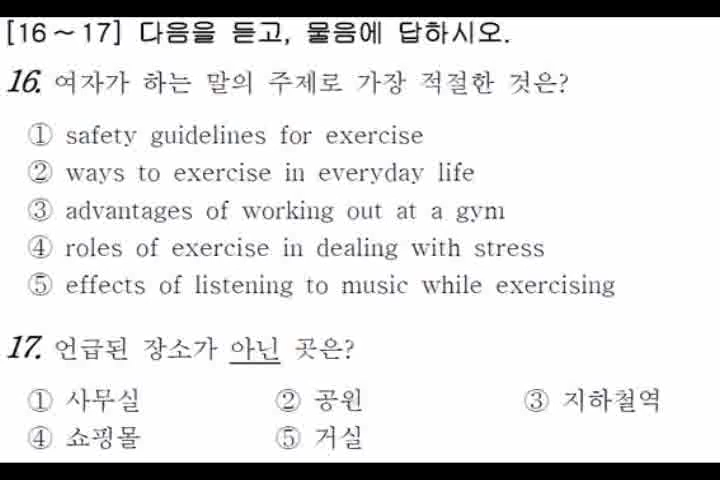 [16~17] 다음을 듣고, 물음에 답하시오.
16. 여자가 하는 말의 주제로 가장 적절한 것은?
① safety guidelines for exercise
② ways to exercise in everyday life
③ advantages of working out at a gym
④ roles of exercise in dealing with stress
⑤ effects of listening to music while exercising
17. 언급된 장소가 아닌 곳은?
① 사무실 ② 공원 ③ 지하철역
④ 쇼핑몰 ⑤ 거실